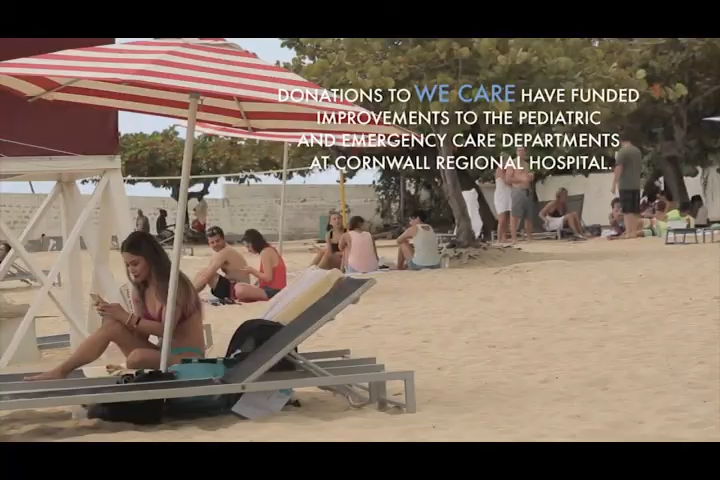 DONATIONS TO WE CARE HAVE FUNDED
IMPROVEMENTS TO THE PEDIATRIC
AND EMERGENCY CARE DEPARTMENTS
AT CORNWALL REGIONAL HOSPITAL.